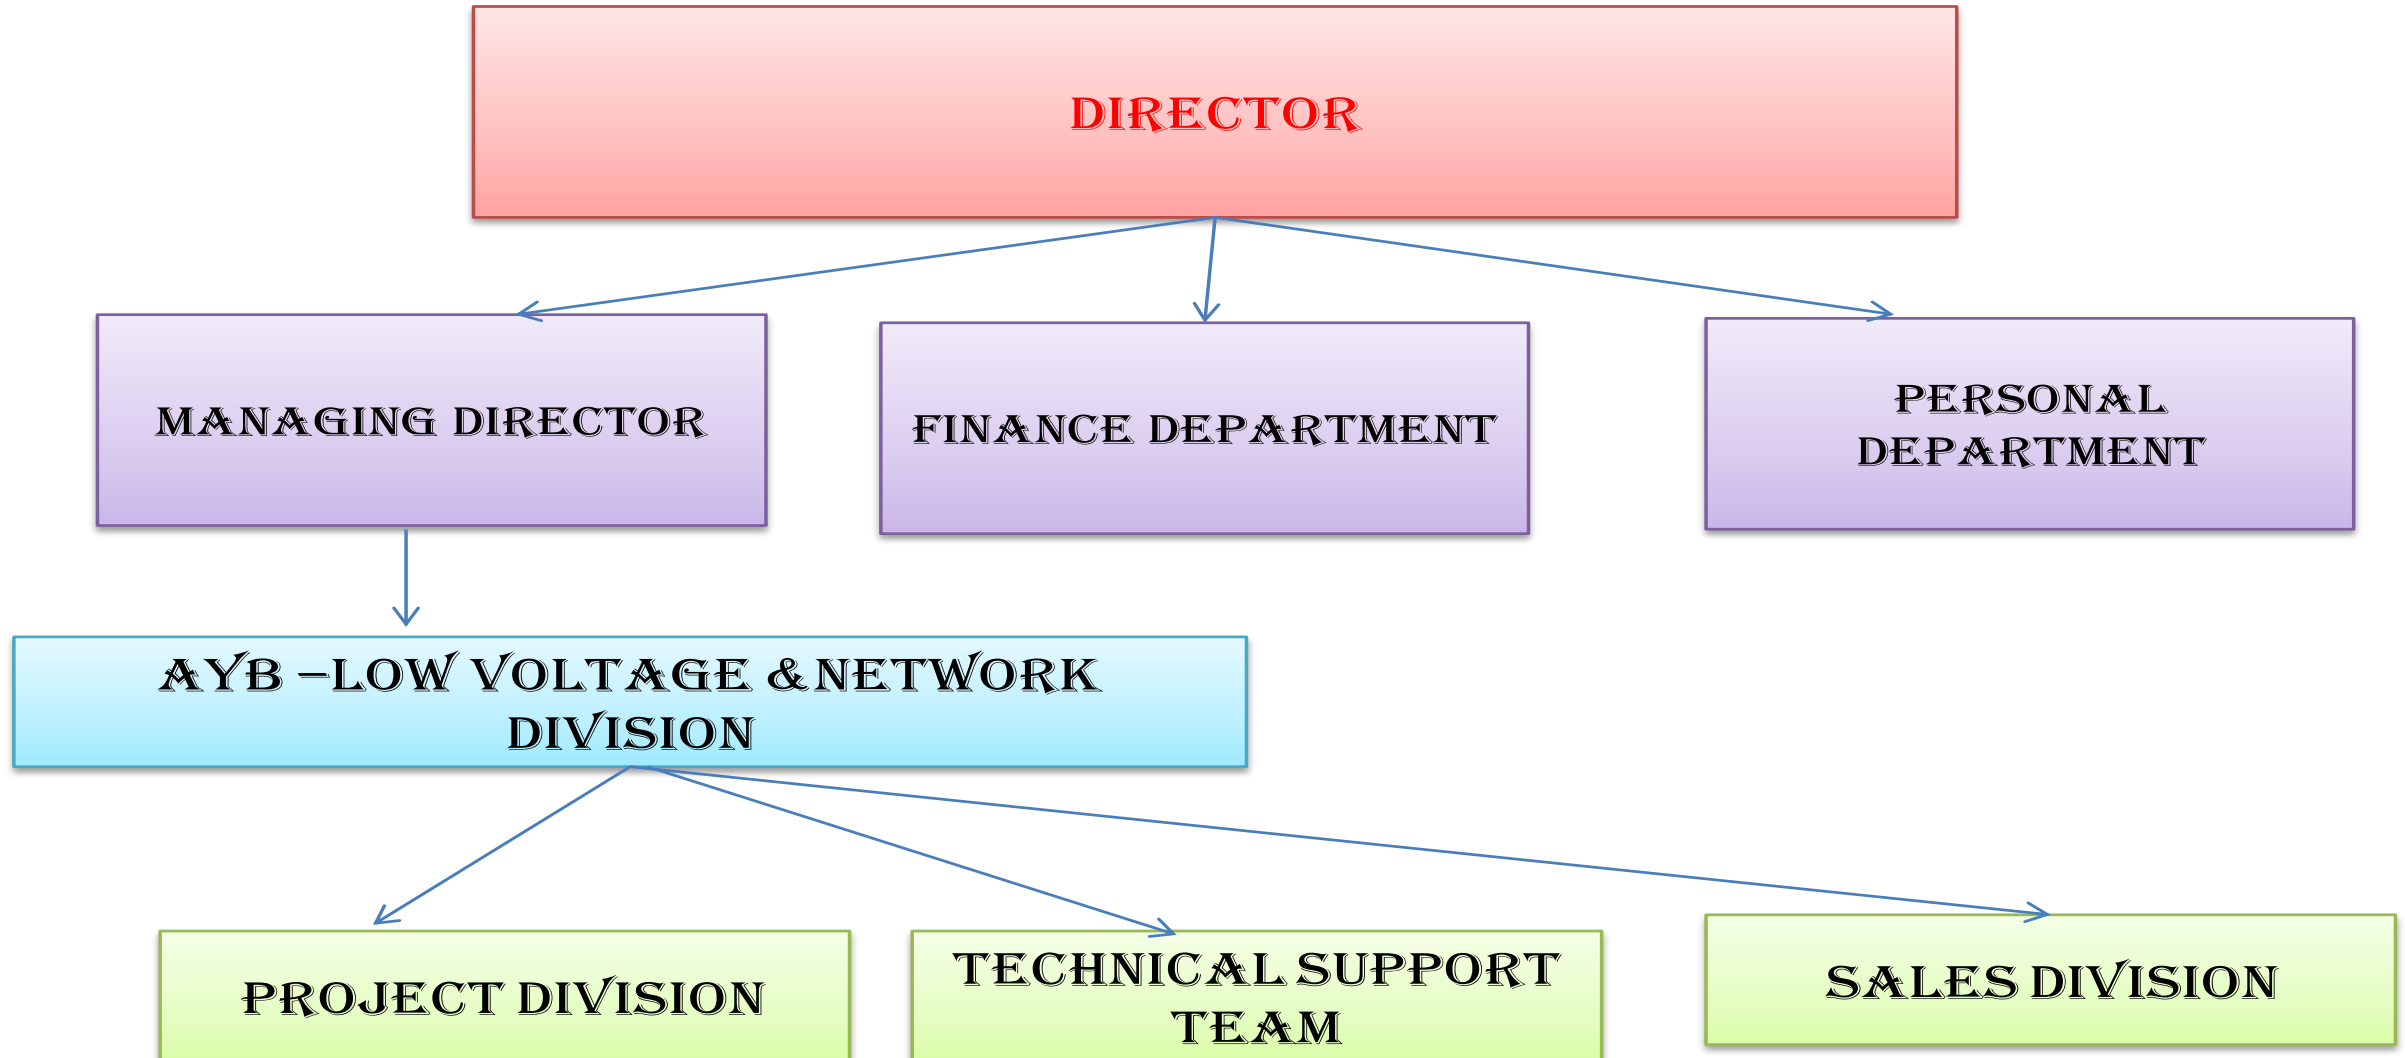 DIRECTOR
MANAGING DIRECTOR
FINANCE DEPARTMENT
PERSONAL
DEPARTMENT
AYB –LOW VOLTAGE &NETWORK
DIVISION
PROJECT DIVISION
TECHNICAL SUPPORT
TEAM
SALES DIVISION